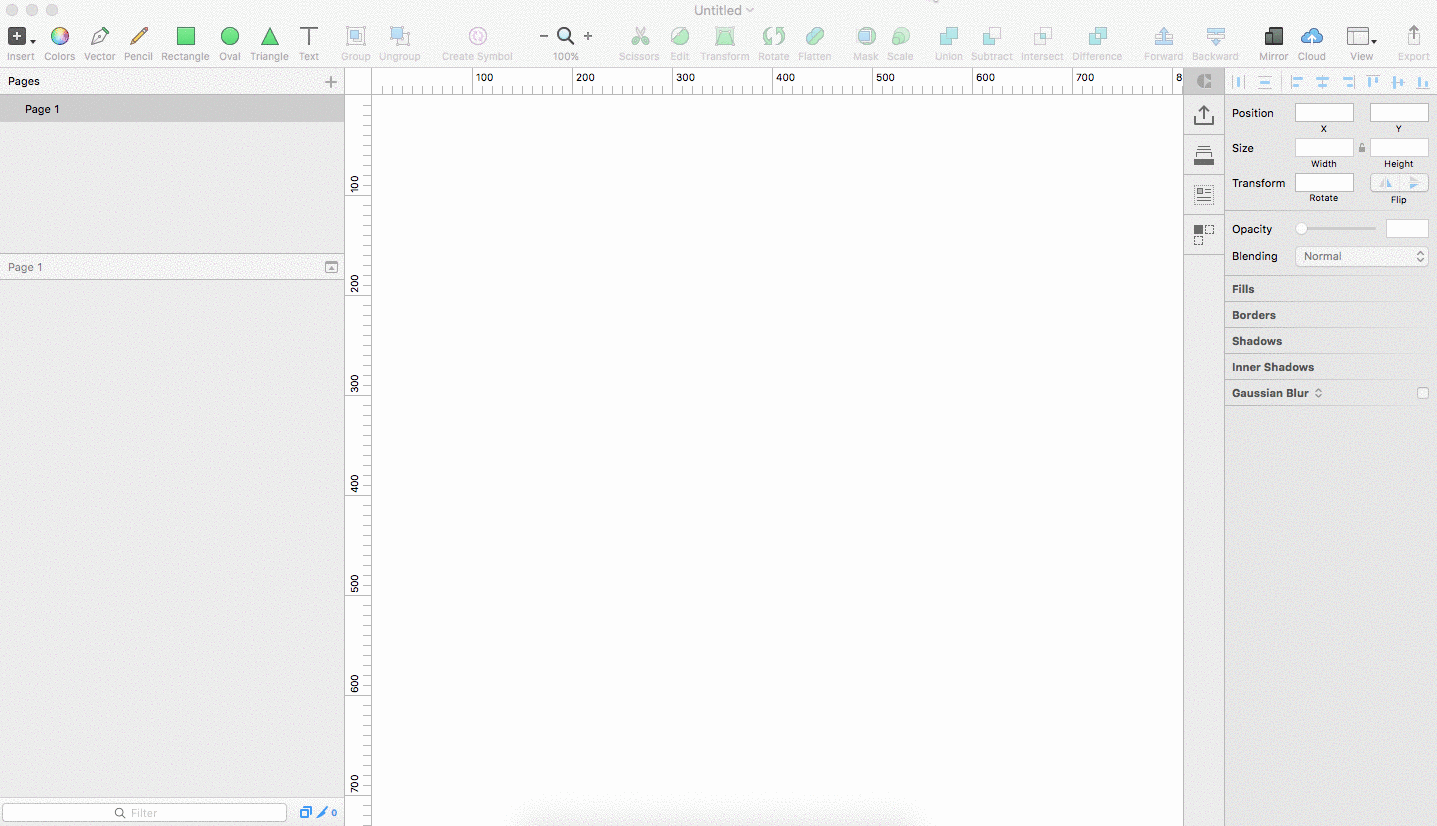 Untitled
Insert Colors Vector Pencil Rectangle Oval Triangle Text Group Ungroup Create Symbol 100% Scissors Edit Transform Rotate Flatten Mask Scale Union Subtract Intersect Difference Forward Backward Mirror Cloud View Export
Pages
Page 1
Page 1
Filter
0
100 200 300 400 500 600 700 8
100
200
300
400
500
600
700
Position
X Y
Size
Width Height
Transform
Rotate Flip
Opacity
Blending Normal
Fills
Borders
Shadows
Inner Shadows
Gaussian Blur